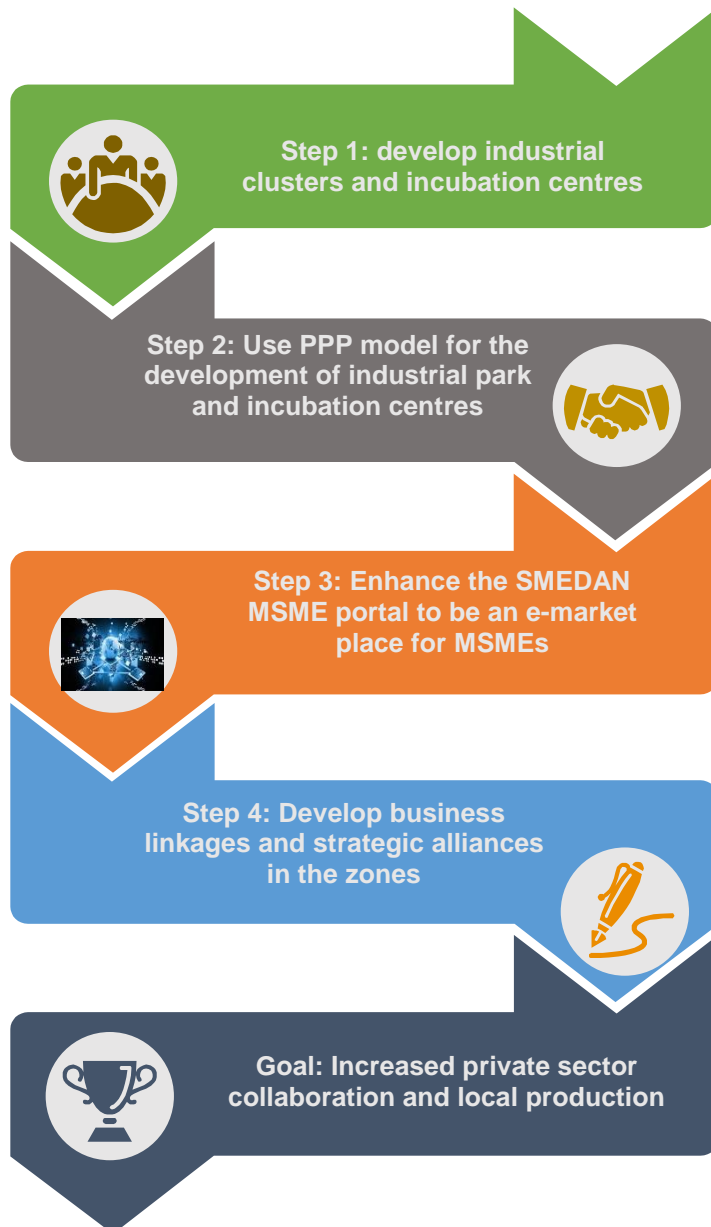 Step 1: develop industrial
clusters and incubation centres
Step 2: Use PPP model for the
development of industrial park
and incubation centres
Step 3: Enhance the SMEDAN
MSME portal to be an e-market
place for MSMEs
Step 4: Develop business
linkages and strategic alliances
in the zones
Goal: Increased private sector
collaboration and local production